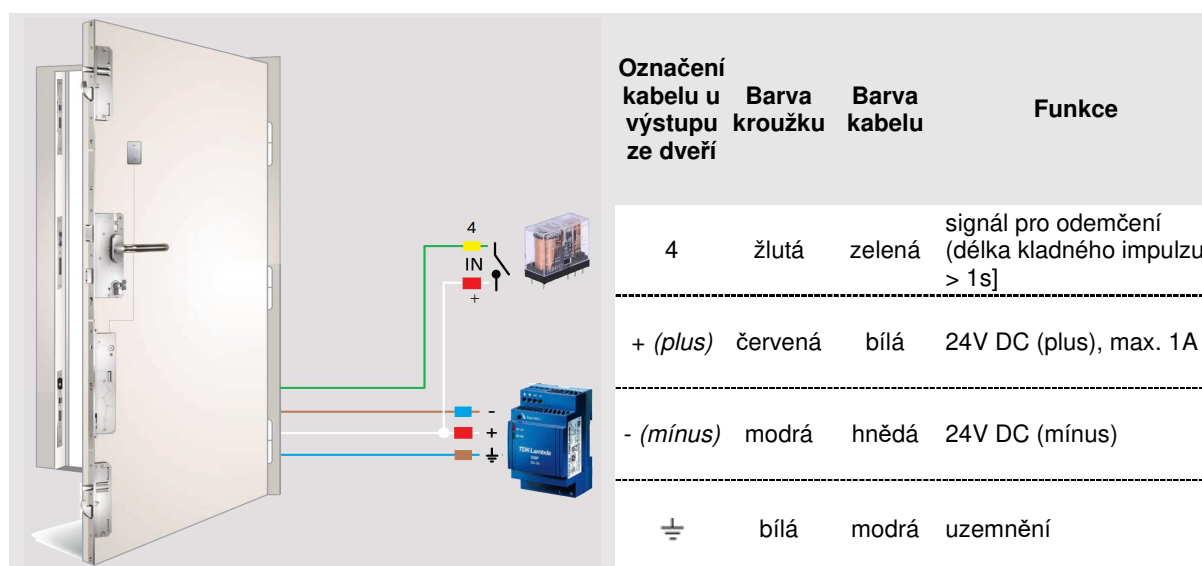 Označení
kabelu u
výstupu
ze dveří
Barva
kroužku
Barva
kabelu
Funkce
4
IN
+
-
+
TDK·Lambda
4 žlutá zelená signál pro odemčení
(délka kladného impulzu
> 1s]
+ (plus) červená bílá 24V DC (plus), max. 1A
- (mínus) modrá hnědá 24V DC (mínus)
bílá modrá uzemnění